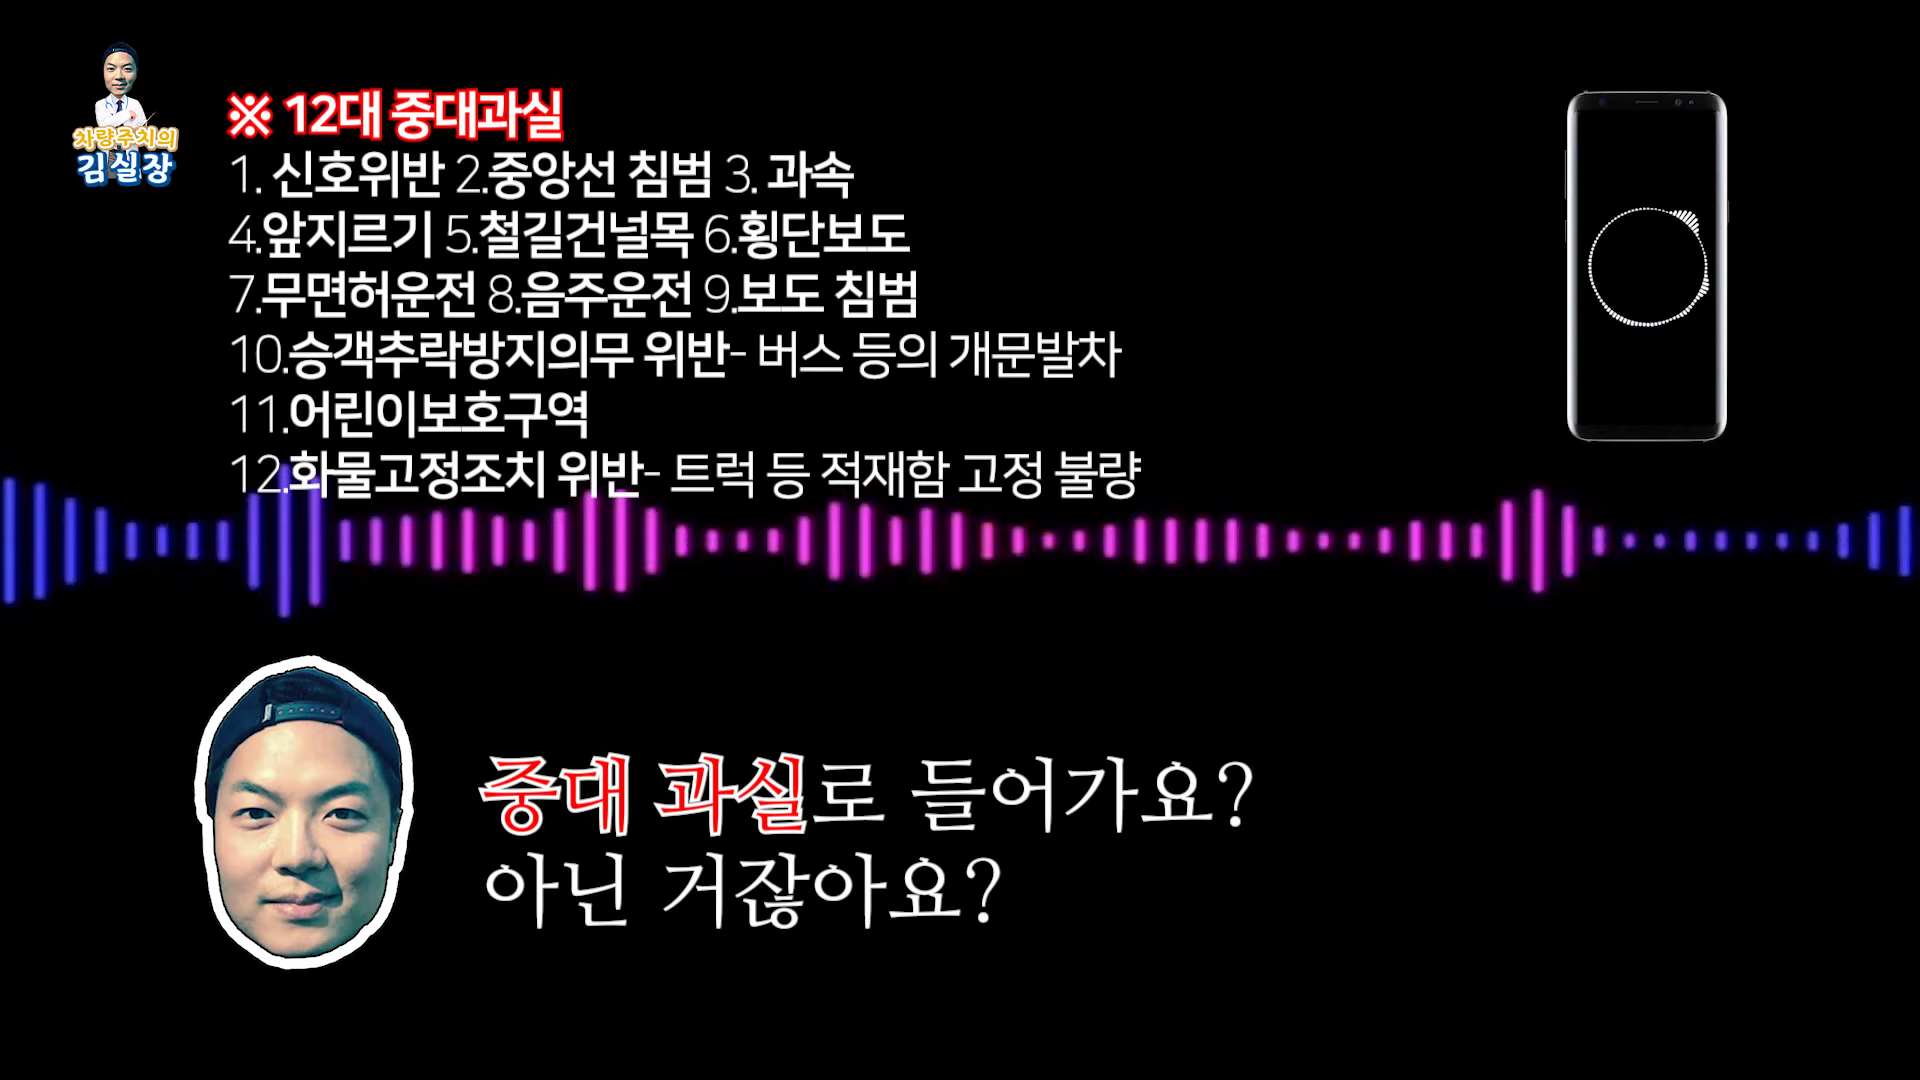 차량주치의
김실장
※ 12대 중대과실
1. 신호위반 2.중앙선 침범 3. 과속
4.앞지르기 5.철길건널목 6.횡단보도
7.무면허운전 8.음주운전 9.보도 침범
10.승객추락방지의무 위반- 버스 등의 개문발차
11.어린이보호구역
12.화물고정조치 위반- 트럭 등 적재함 고정 불량
중대 과실로 들어가요?
아닌 거잖아요?